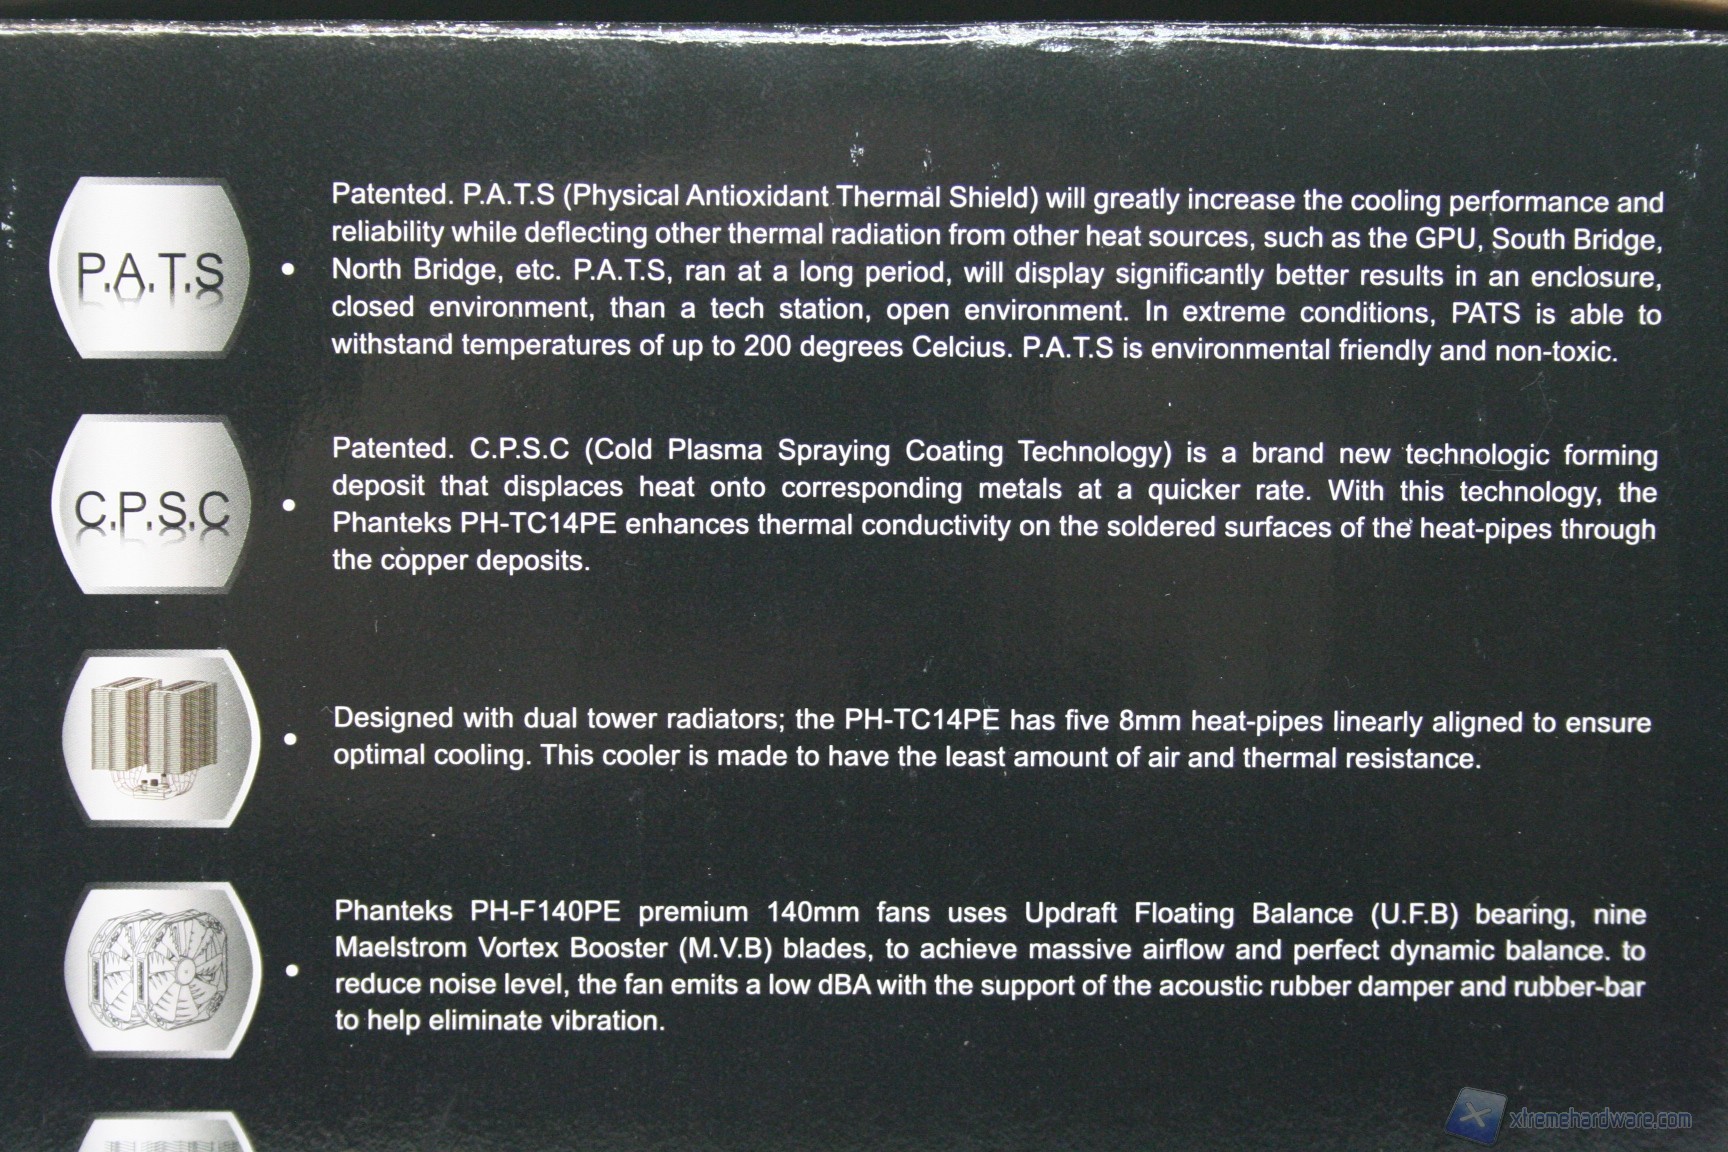 P.A.T.S
Patented. P.A.T.S (Physical Antioxidant Thermal Shield) will greatly increase the cooling performance and
reliability while deflecting other thermal radiation from other heat sources, such as the GPU, South Bridge,
North Bridge, etc. P.A.T.S, ran at a long period, will display significantly better results in an enclosure,
closed environment, than a tech station, open environment. In extreme conditions, PATS is able to
withstand temperatures of up to 200 degrees Celcius. P.A.T.S is environmental friendly and non-toxic.
C.P.S.C
Patented. C.P.S.C (Cold Plasma Spraying Coating Technology) is a brand new technologic forming
deposit that displaces heat onto corresponding metals at a quicker rate. With this technology, the
Phanteks PH-TC14PE enhances thermal conductivity on the soldered surfaces of the heat-pipes through
the copper deposits.
Designed with dual tower radiators; the PH-TC14PE has five 8mm heat-pipes linearly aligned to ensure
optimal cooling. This cooler is made to have the least amount of air and thermal resistance.
Phanteks PH-F140PE premium 140mm fans uses Updraft Floating Balance (U.F.B) bearing, nine
Maelstrom Vortex Booster (M.V.B) blades, to achieve massive airflow and perfect dynamic balance. to
reduce noise level, the fan emits a low dBA with the support of the acoustic rubber damper and rubber-bar
to help eliminate vibration.
xtremehardware.com